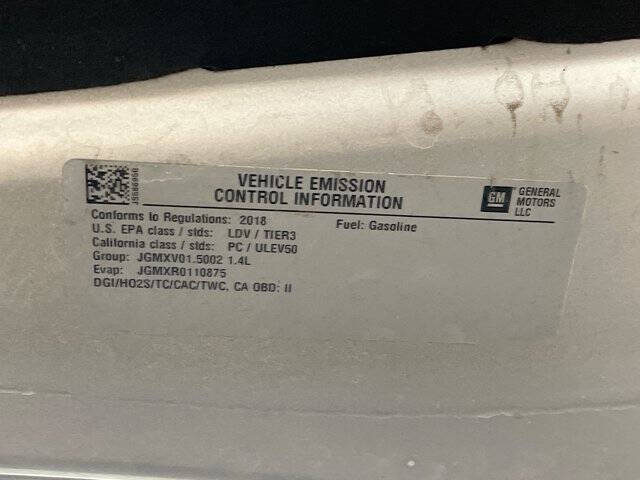 VEHICLE EMISSION
CONTROL INFORMATION
GM
GENERAL
MOTORS
LLC
Conforms to Regulations: 2018 Fuel: Gasoline
U.S. EPA class / stds: LDV / TIER3
California class / stds: PC / ULEV50
Group: JGMXV01.5002 1.4L
Evap: JGMXR0110875
DGI/HO2S/TC/CAC/TWC, CA OBD: II